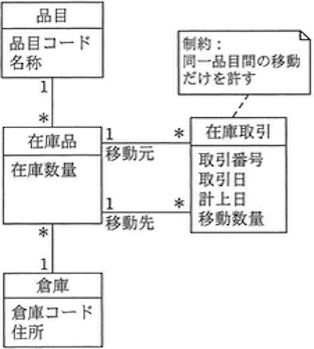 品目
品目コード
名称
制約：
同一品目間の移動
だけを許す
1
*
在庫品
在庫数量
1
*
移動元
1
*
移動先
在庫取引
取引番号
取引日
計上日
移動数量
*
1
倉庫
倉庫コード
住所